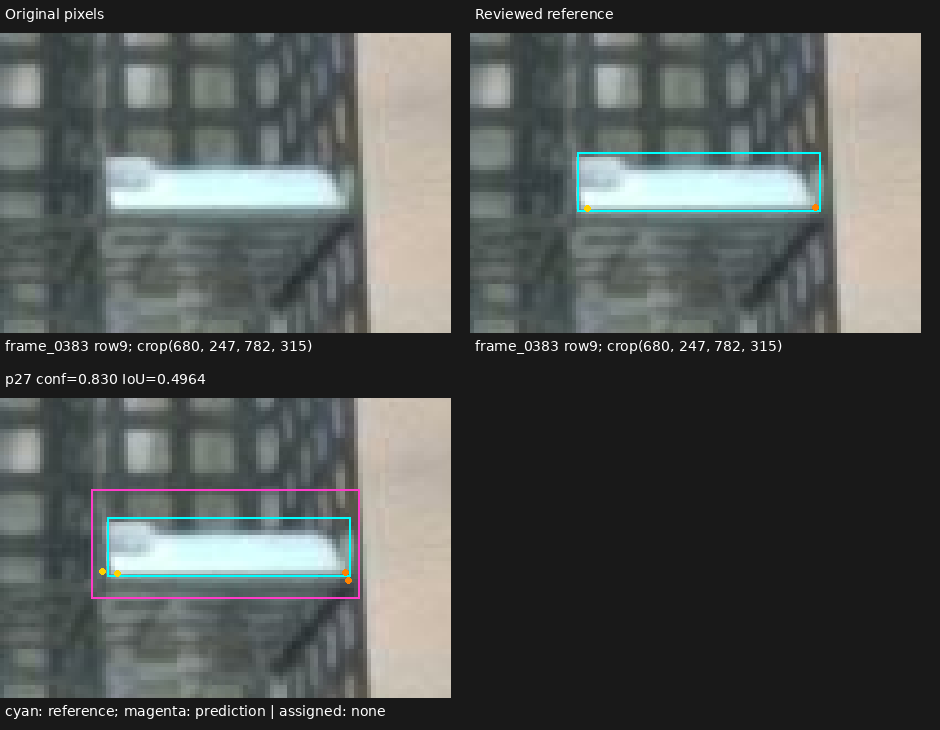 Original pixels
Reviewed reference
frame_0383 row9; crop(680, 247, 782, 315)
frame_0383 row9; crop(680, 247, 782, 315)
p27 conf=0.830 IoU=0.4964
cyan: reference; magenta: prediction | assigned: none